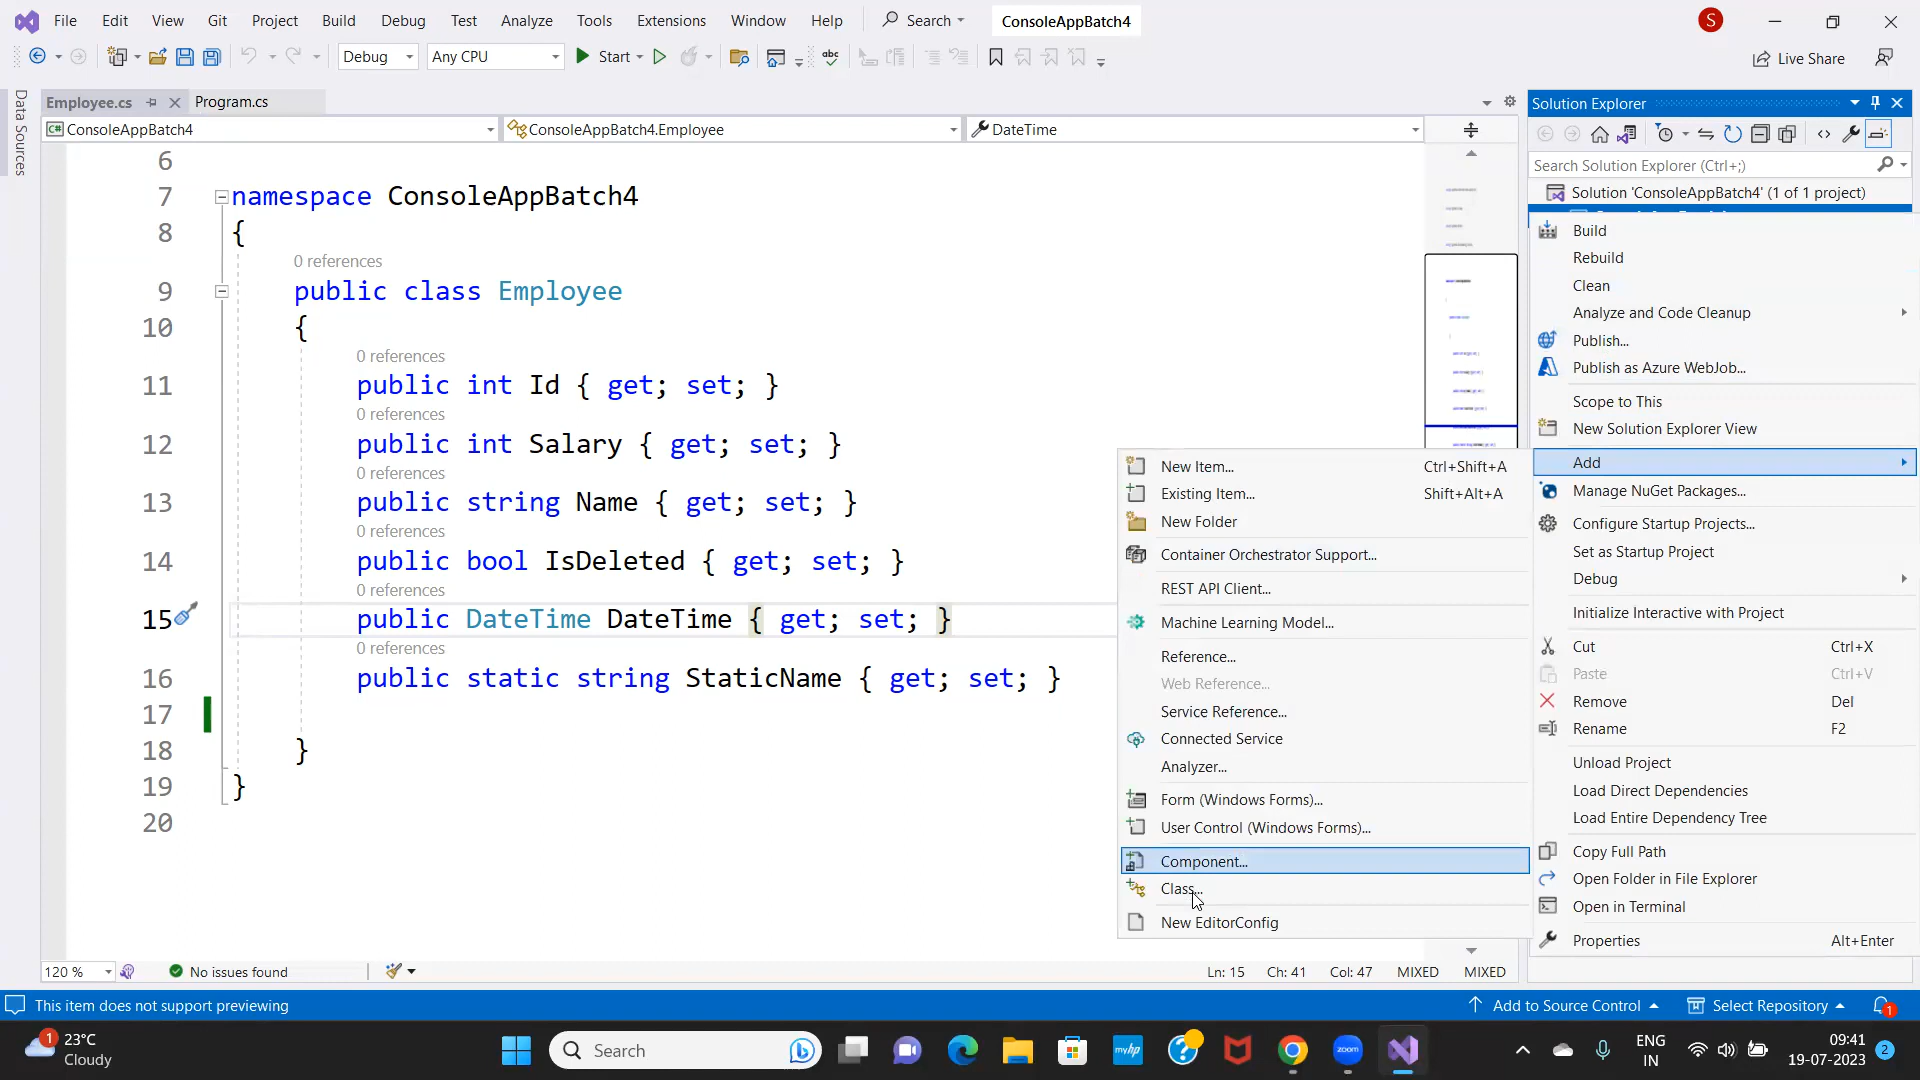 File Edit View Git Project Build Debug Test Analyze Tools Extensions Window Help Search ConsoleAppBatch4 S
Debug Any CPU Start abc Live Share
Data Sources
Employee.cs Program.cs
ConsoleAppBatch4 ConsoleAppBatch4.Employee DateTime
C#
6
7 namespace ConsoleAppBatch4
8 {
0 references
9 public class Employee
10 {
0 references
11 public int Id { get; set; }
0 references
12 public int Salary { get; set; }
0 references
13 public string Name { get; set; }
0 references
14 public bool IsDeleted { get; set; }
0 references
15 public DateTime DateTime { get; set; }
0 references
16 public static string StaticName { get; set; }
17
18 }
19 }
20
120 % No issues found Ln: 15 Ch: 41 Col: 47 MIXED MIXED
Solution Explorer
Search Solution Explorer (Ctrl+;)
Solution 'ConsoleAppBatch4' (1 of 1 project)
Build
Rebuild
Clean
Analyze and Code Cleanup
Publish...
Publish as Azure WebJob...
Scope to This
New Solution Explorer View
Add
Manage NuGet Packages...
Configure Startup Projects...
Set as Startup Project
Debug
Initialize Interactive with Project
Cut Ctrl+X
Paste Ctrl+V
Remove Del
Rename F2
Unload Project
Load Direct Dependencies
Load Entire Dependency Tree
Copy Full Path
Open Folder in File Explorer
Open in Terminal
Properties Alt+Enter
New Item... Ctrl+Shift+A
Existing Item... Shift+Alt+A
New Folder
Container Orchestrator Support...
REST API Client...
Machine Learning Model...
Reference...
Web Reference...
Service Reference...
Connected Service
Analyzer...
Form (Windows Forms)...
User Control (Windows Forms)...
Component...
Class...
New EditorConfig
This item does not support previewing Add to Source Control Select Repository 1
1 23°C
Cloudy
Search myhp zoom
ENG
IN
09:41
19-07-2023 2